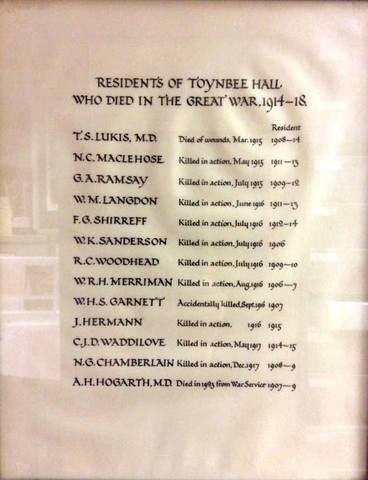 RESIDENTS OF TOYNBEE HALL
WHO DIED IN THE GREAT WAR, 1914–18
Resident
T.S. LUKIS, M.D. Died of wounds, Mar. 1915 1908–14
N.C. MACLEHOSE Killed in action, May 1915 1911–13
G.A. RAMSAY Killed in action, July 1915 1909–12
W.M. LANGDON Killed in action, June 1916 1911–13
F.G. SHIRREFF Killed in action, July 1916 1912–14
W.K. SANDERSON Killed in action, July 1916 1906
R.C. WOODHEAD Killed in action, July 1916 1909–10
W.R.H. MERRIMAN Killed in action, Aug. 1916 1906–7
W.H.S. GARNETT Accidentally killed, Sept. 1916 1907
J. HERMANN Killed in action, 1916 1915
C.J.D. WADDILOVE Killed in action, May 1917 1914–15
N.G. CHAMBERLAIN Killed in action, Dec. 1917 1908–9
A.H. HOGARTH, M.D. Died in from War Service 1907–9